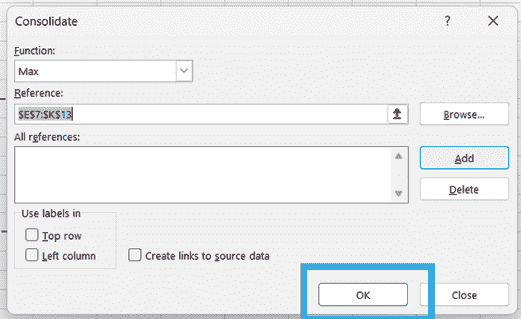 Consolidate ? ×
Function:
Max
Reference:
$E$7:$K$13 Browse...
All references:
Add
Delete
Use labels in
Top row
Left column Create links to source data
OK Close